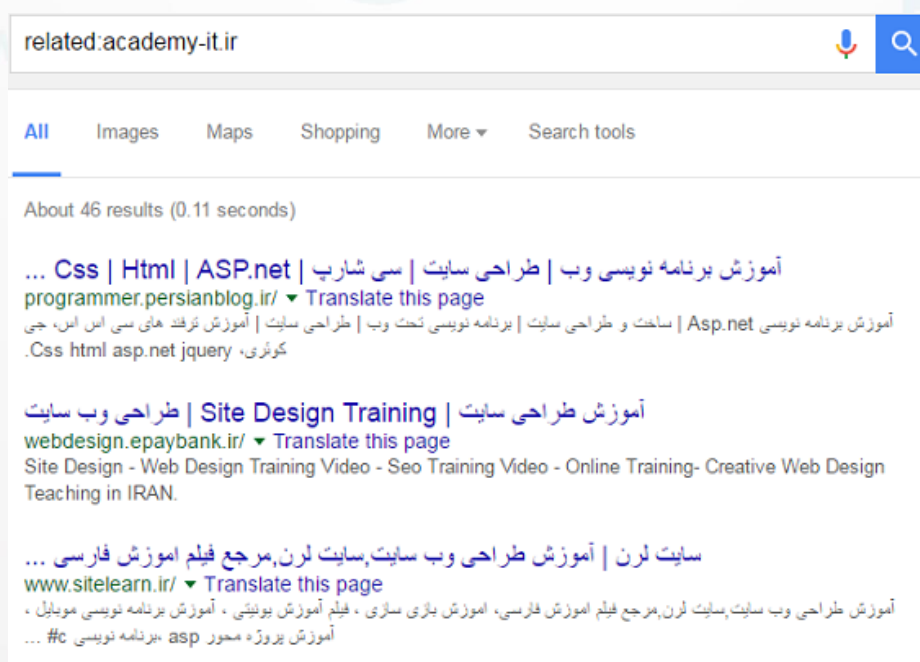 related:academy-it.ir
All Images Maps Shopping More Search tools
About 46 results (0.11 seconds)
آموزش برنامه نویسی وب | طراحی سایت | سی شارپ | Css | Html | ASP.net ...
programmer.persianblog.ir/ Translate this page
آموزش برنامه نویسی Asp.net | ساخت و طراحی سایت | برنامه نویسی تحت وب | طراحی سایت | آموزش ترفند های سی اس اس، جی
کوئری، Css html asp.net jquery.
آموزش طراحی سایت | Site Design Training | طراحی وب سایت
webdesign.epaybank.ir/ Translate this page
Site Design - Web Design Training Video - Seo Training Video - Online Training- Creative Web Design
Teaching in IRAN.
سایت لرن | آموزش طراحی وب سایت,سایت لرن,مرجع فیلم اموزش فارسی ...
www.sitelearn.ir/ Translate this page
آموزش طراحی وب سایت,سایت لرن,مرجع فیلم اموزش فارسی، اموزش بازی سازی ، فیلم آموزش یونیتی ، آموزش برنامه نویسی موبایل ،
آموزش پروژه محور asp ،برنامه نویسی c# ...